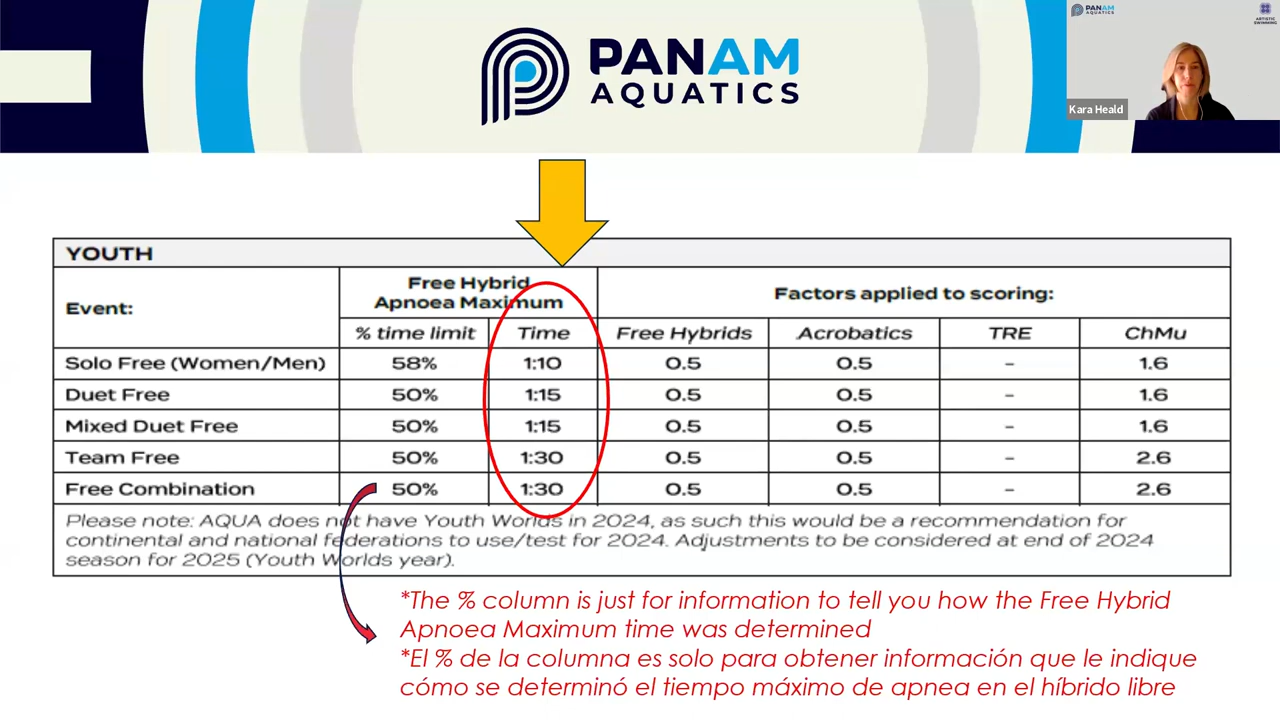 PANAM
AQUATICS
PANAM
AQUATICS
ARTISTIC
SWIMMING
Kara Heald
YOUTH
Event:
Free Hybrid
Apnoea Maximum
Factors applied to scoring:
% time limit Time Free Hybrids Acrobatics TRE ChMu
Solo Free (Women/Men) 58% 1:10 0.5 0.5 - 1.6
Duet Free 50% 1:15 0.5 0.5 - 1.6
Mixed Duet Free 50% 1:15 0.5 0.5 - 1.6
Team Free 50% 1:30 0.5 0.5 - 2.6
Free Combination 50% 1:30 0.5 0.5 - 2.6
Please note: AQUA does not have Youth Worlds in 2024, as such this would be a recommendation for
continental and national federations to use/test for 2024. Adjustments to be considered at end of 2024
season for 2025 (Youth Worlds year).
*The % column is just for information to tell you how the Free Hybrid
Apnoea Maximum time was determined
*El % de la columna es solo para obtener información que le indique
cómo se determinó el tiempo máximo de apnea en el híbrido libre